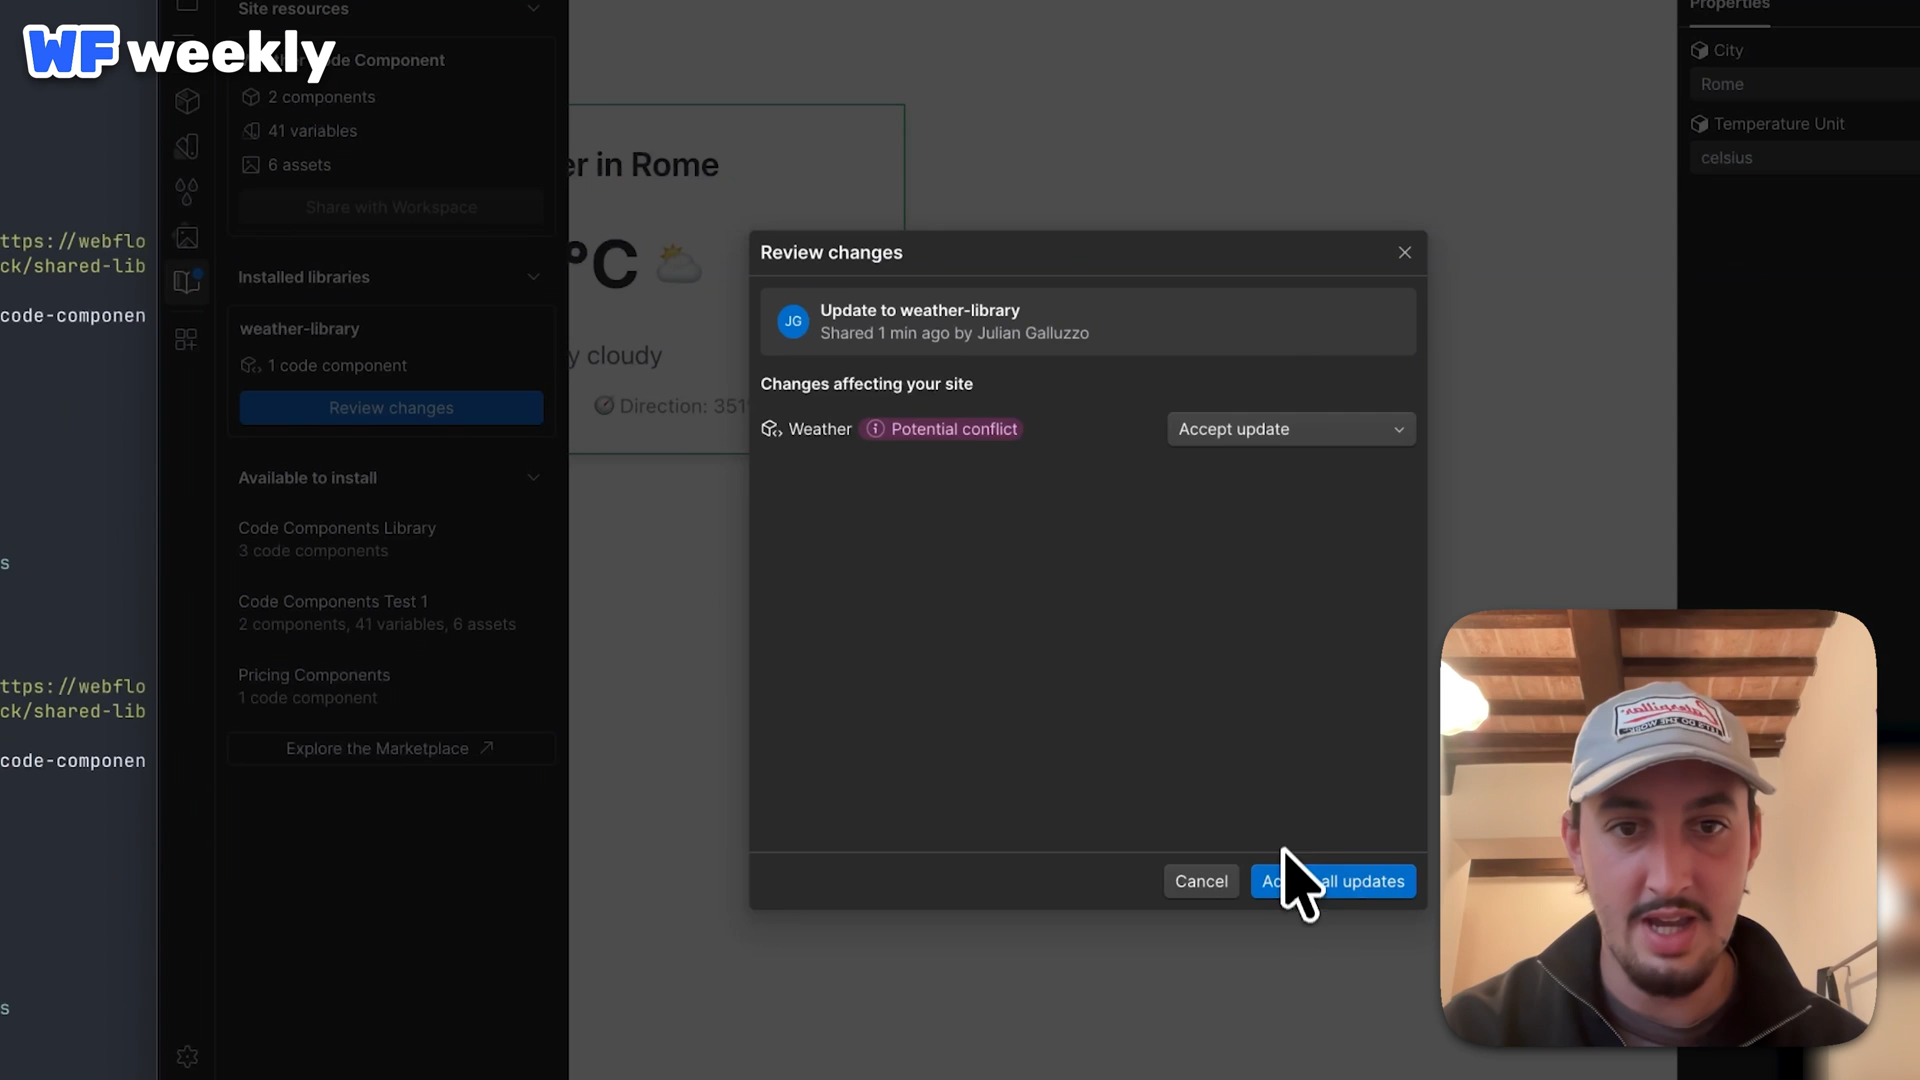 WF weekly
ttps://webflo
ck/shared-lib
code-componen
s
ttps://webflo
ck/shared-lib
code-componen
s
Site resources
Code Component
2 components
41 variables
6 assets
Share with Workspace
Installed libraries
weather-library
1 code component
Review changes
Available to install
Code Components Library
3 code components
Code Components Test 1
2 components, 41 variables, 6 assets
Pricing Components
1 code component
Explore the Marketplace
er in Rome
°C
y cloudy
Direction: 351°
Review changes
JG
Update to weather-library
Shared 1 min ago by Julian Galluzzo
Changes affecting your site
Weather
Potential conflict
Accept update
Cancel
all updates
Properties
City
Rome
Temperature Unit
celsius